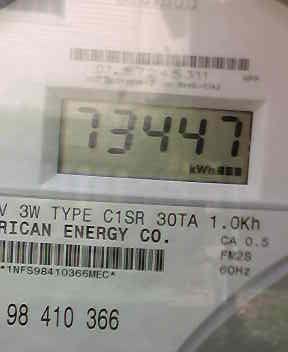 73447
kWh
V 3W TYPE C1SR 30TA 1.0Kh
RICAN ENERGY CO.
CA 0.5
FM2S
60Hz
*1NFS98410366MEC*
98 410 366